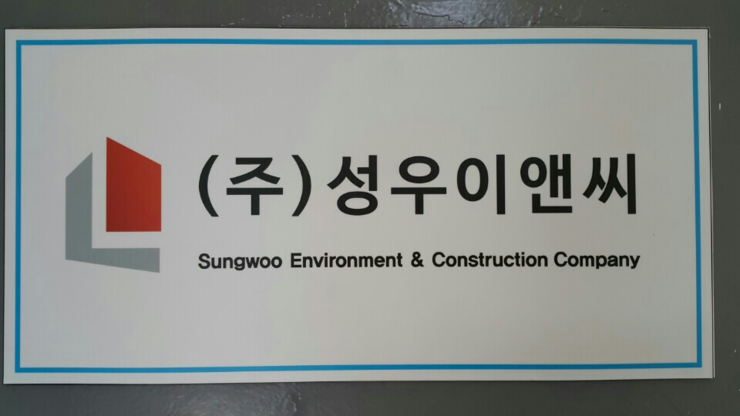 (주)성우이앤씨
Sungwoo Environment & Construction Company